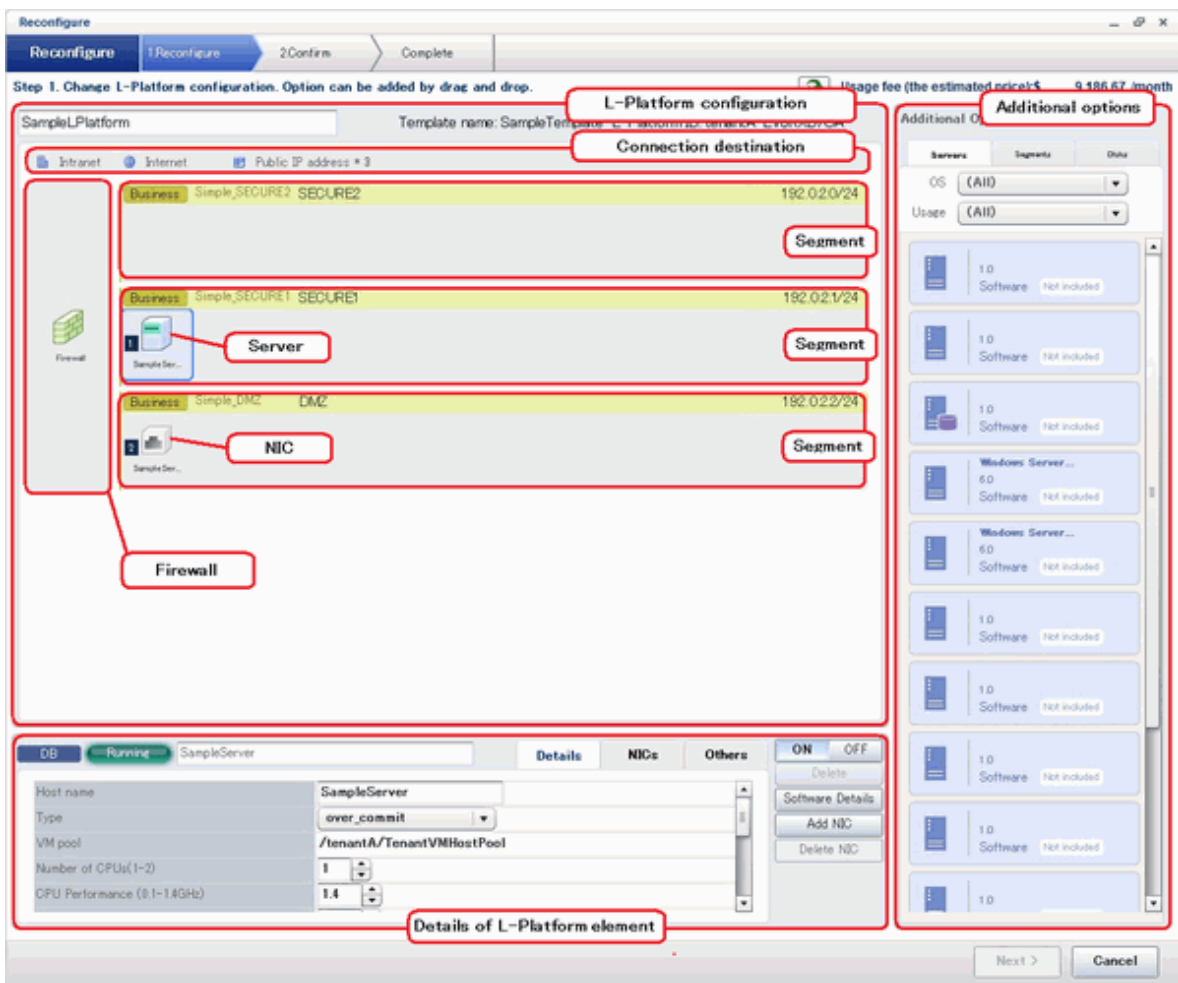 Reconfigure
Reconfigure 1.Reconfigure 2.Confirm Complete
Step 1. Change L-Platform configuration. Option can be added by drag and drop. Usage fee (the estimated price):$ 9,186.67 /month
L-Platform configuration
Additional options
SampleLPlatform Template name: SampleTemplate
Additional
Connection destination
Intranet Internet Public IP address * 3
Servers Segments Disks
OS (All)
Usage (All)
Business Simple_SECURE2 SECURE2 192.0.2.0/24
Segment
Business Simple_SECURE1 SECURE1 192.0.2.1/24
1
Server
Segment
Firewall
SampleSer...
Business Simple_DMZ DMZ 192.0.2.2/24
2
NIC
Segment
SampleSer...
Firewall
1.0
Software Not included
1.0
Software Not included
1.0
Software Not included
Windows Server...
6.0
Software Not included
Windows Server...
6.0
Software Not included
1.0
Software Not included
1.0
Software Not included
1.0
Software Not included
1.0
Software Not included
1.0
DB Running SampleServer Details NICs Others ON OFF
Delete
Host name SampleServer
Software Details
Type over_commit
Add NIC
VM pool /tenantA/TenantVMHostPool
Delete NIC
Number of CPUs(1-2) 1
CPU Performance (0.1-1.4GHz) 1.4
Details of L-Platform element
Next > Cancel